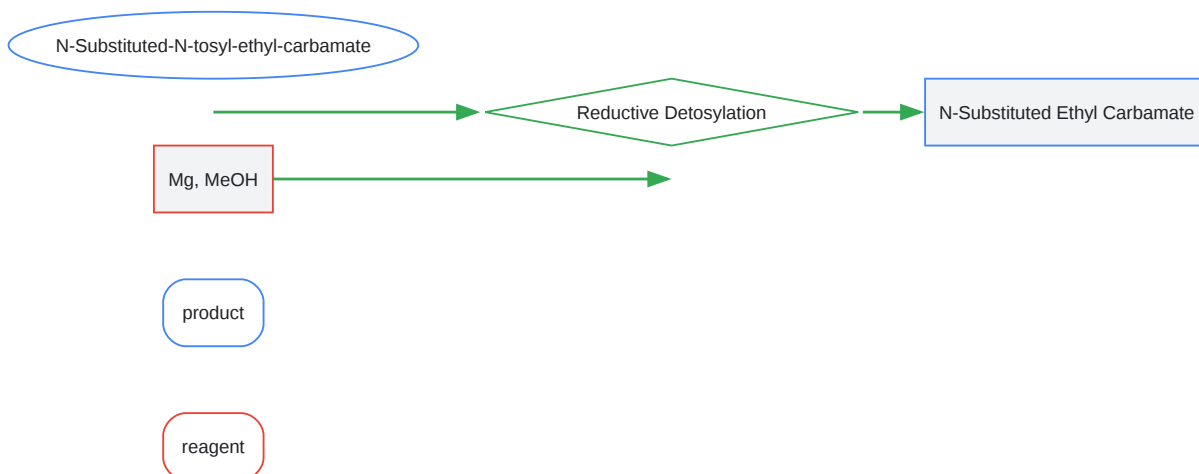 N-Substituted-N-tosyl-ethyl-carbamate
Reductive Detosylation
N-Substituted Ethyl Carbamate
Mg, MeOH
product
reagent